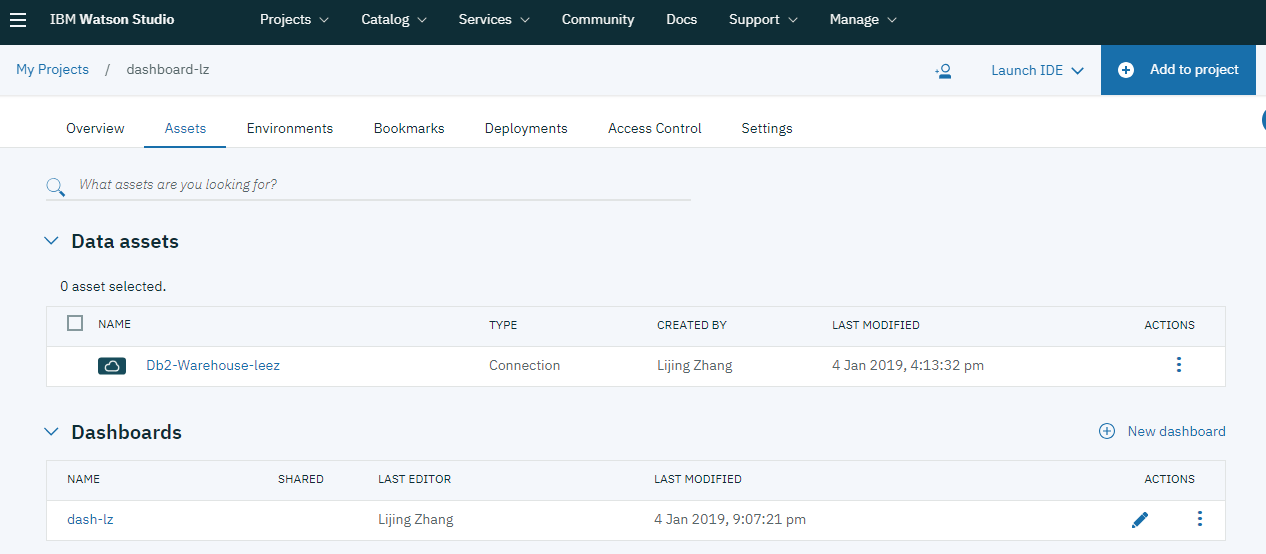 IBM Watson Studio Projects Catalog Services Community Docs Support Manage
My Projects / dashboard-lz Launch IDE Add to project
Overview Assets Environments Bookmarks Deployments Access Control Settings
What assets are you looking for?
Data assets
0 asset selected.
NAME TYPE CREATED BY LAST MODIFIED ACTIONS
Db2-Warehouse-leez Connection Lijing Zhang 4 Jan 2019, 4:13:32 pm
Dashboards New dashboard
NAME SHARED LAST EDITOR LAST MODIFIED ACTIONS
dash-lz Lijing Zhang 4 Jan 2019, 9:07:21 pm